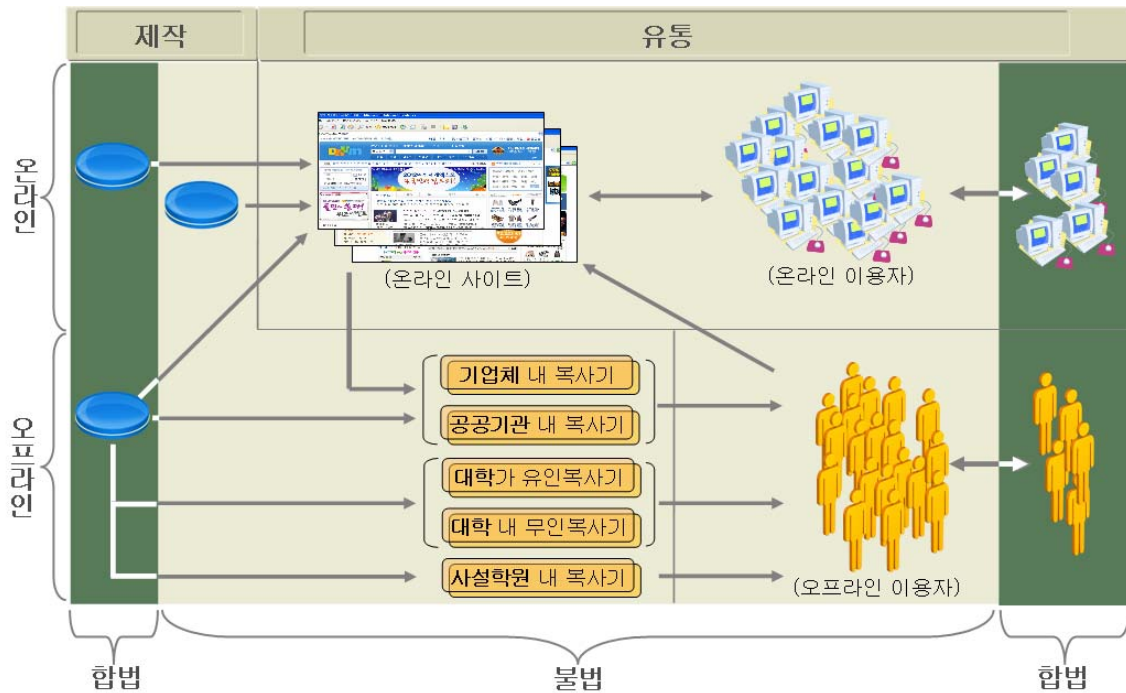 제작
유통
온라인
(온라인 사이트)
(온라인 이용자)
오프라인
기업체 내 복사기
공공기관 내 복사기
대학가 유인복사기
대학 내 무인복사기
사설학원 내 복사기
(오프라인 이용자)
합법
불법
합법